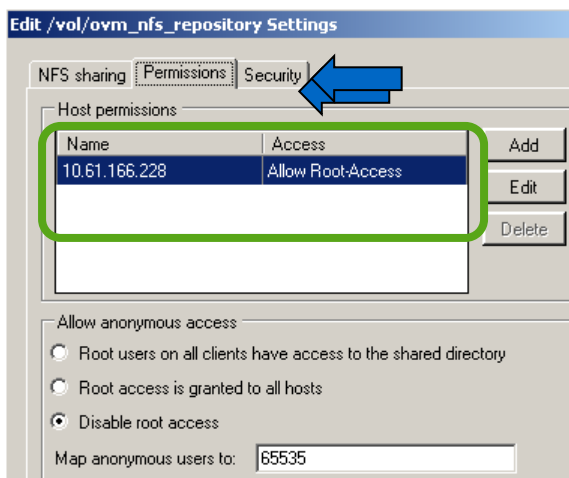 Edit /vol/ovm_nfs_repository Settings
NFS sharing Permissions Security
Host permissions
Name Access
10.61.166.228 Allow Root-Access
Add
Edit
Delete
Allow anonymous access
Root users on all clients have access to the shared directory
Root access is granted to all hosts
Disable root access
Map anonymous users to: 65535